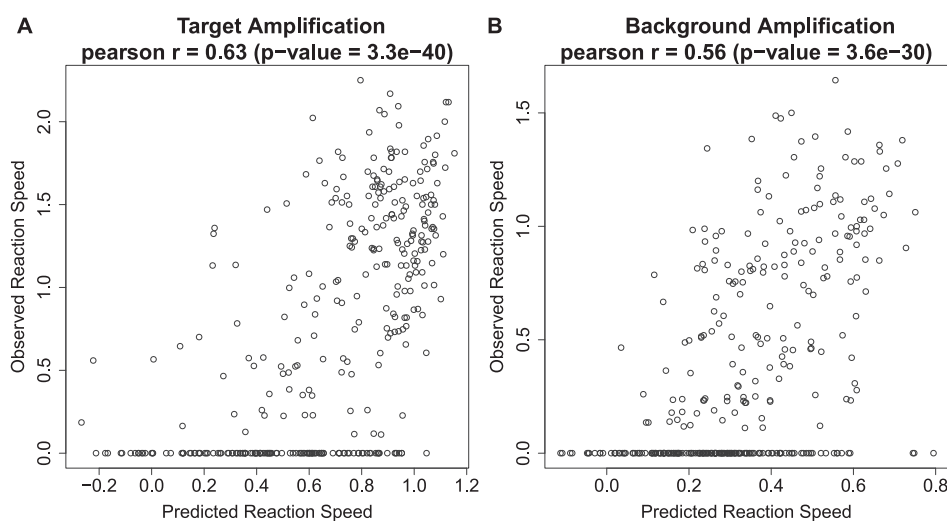 A
Target Amplification
pearson r = 0.63 (p−value = 3.3e−40)
Observed Reaction Speed
2.0
1.5
1.0
0.5
0.0
−0.2 0.0 0.2 0.4 0.6 0.8 1.0 1.2
Predicted Reaction Speed
B
Background Amplification
pearson r = 0.56 (p−value = 3.6e−30)
Observed Reaction Speed
1.5
1.0
0.5
0.0
0.0 0.2 0.4 0.6 0.8
Predicted Reaction Speed